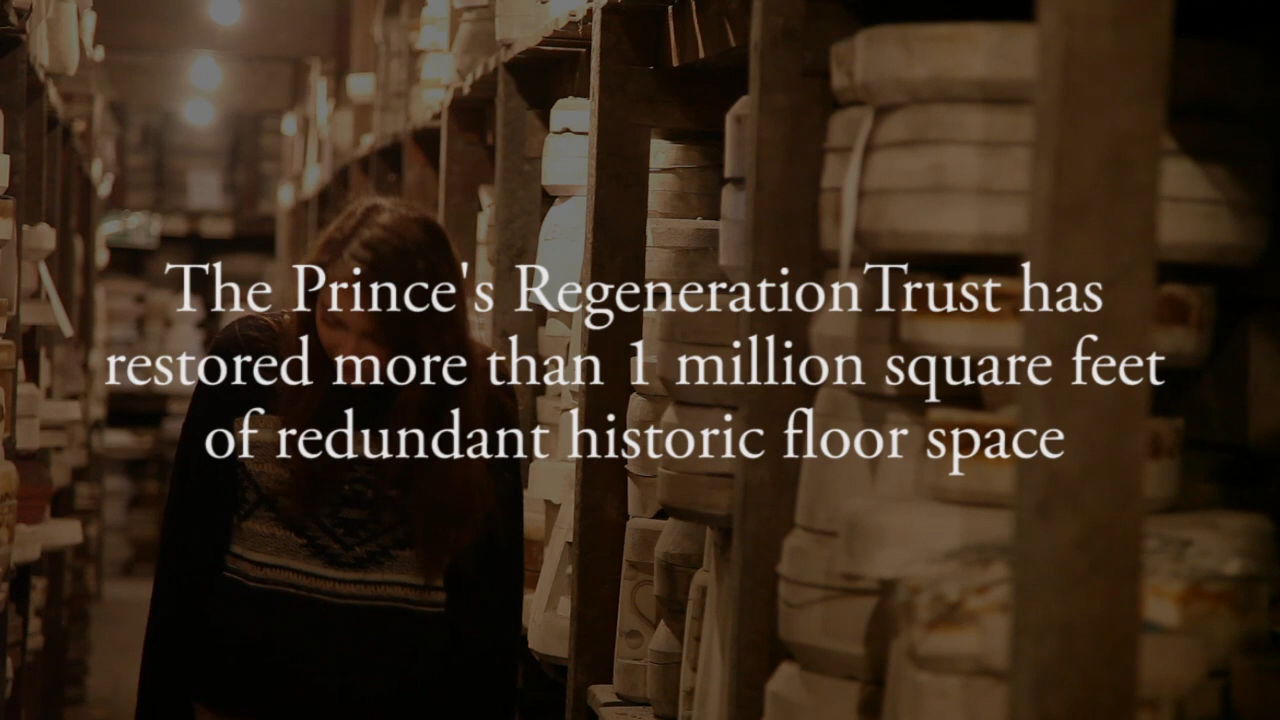 The Prince's RegenerationTrust has
restored more than 1 million square feet
of redundant historic floor space